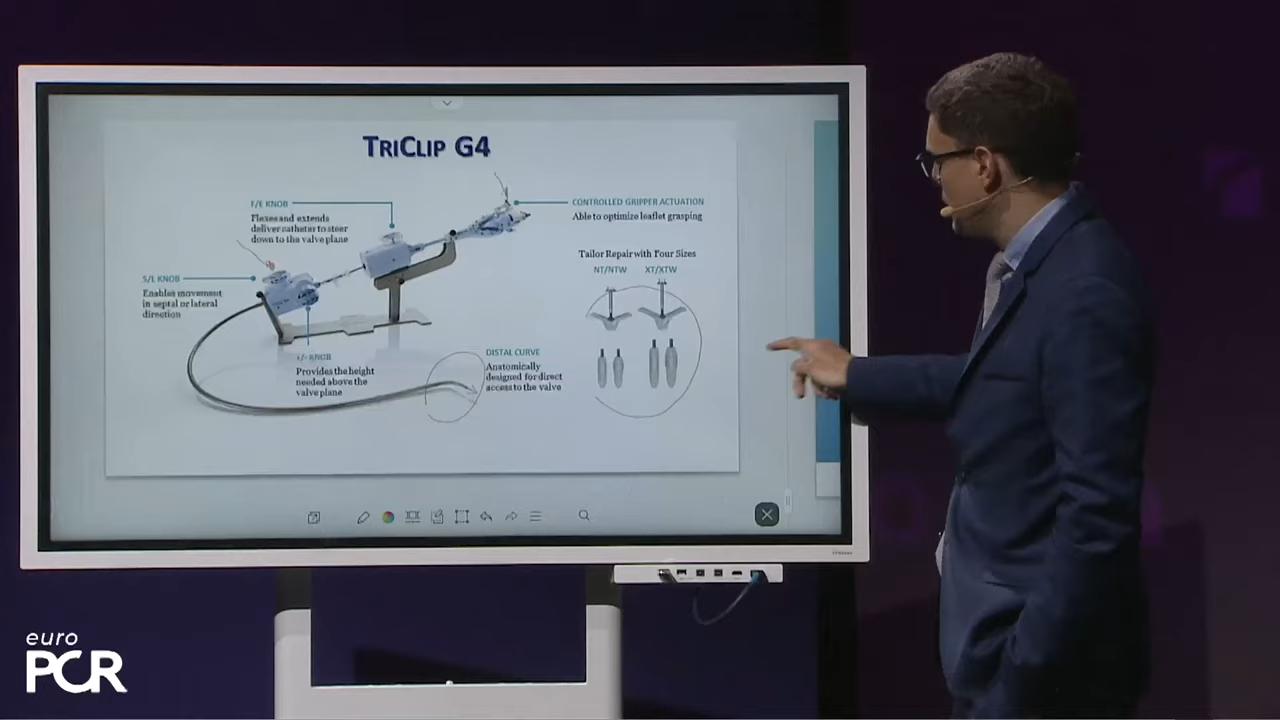 TRICLIP G4
F/E KNOB
Flexes and extends
deliver catheter to steer
down to the valve plane
CONTROLLED GRIPPER ACTUATION
Able to optimize leaflet grasping
Tailor Repair with Four Sizes
NT/NTW XT/XTW
S/L KNOB
Enables movement
in septal or lateral
direction
+/- KNOB
Provides the height
needed above the
valve plane
DISTAL CURVE
Anatomically
designed for direct
access to the valve
euro
PCR